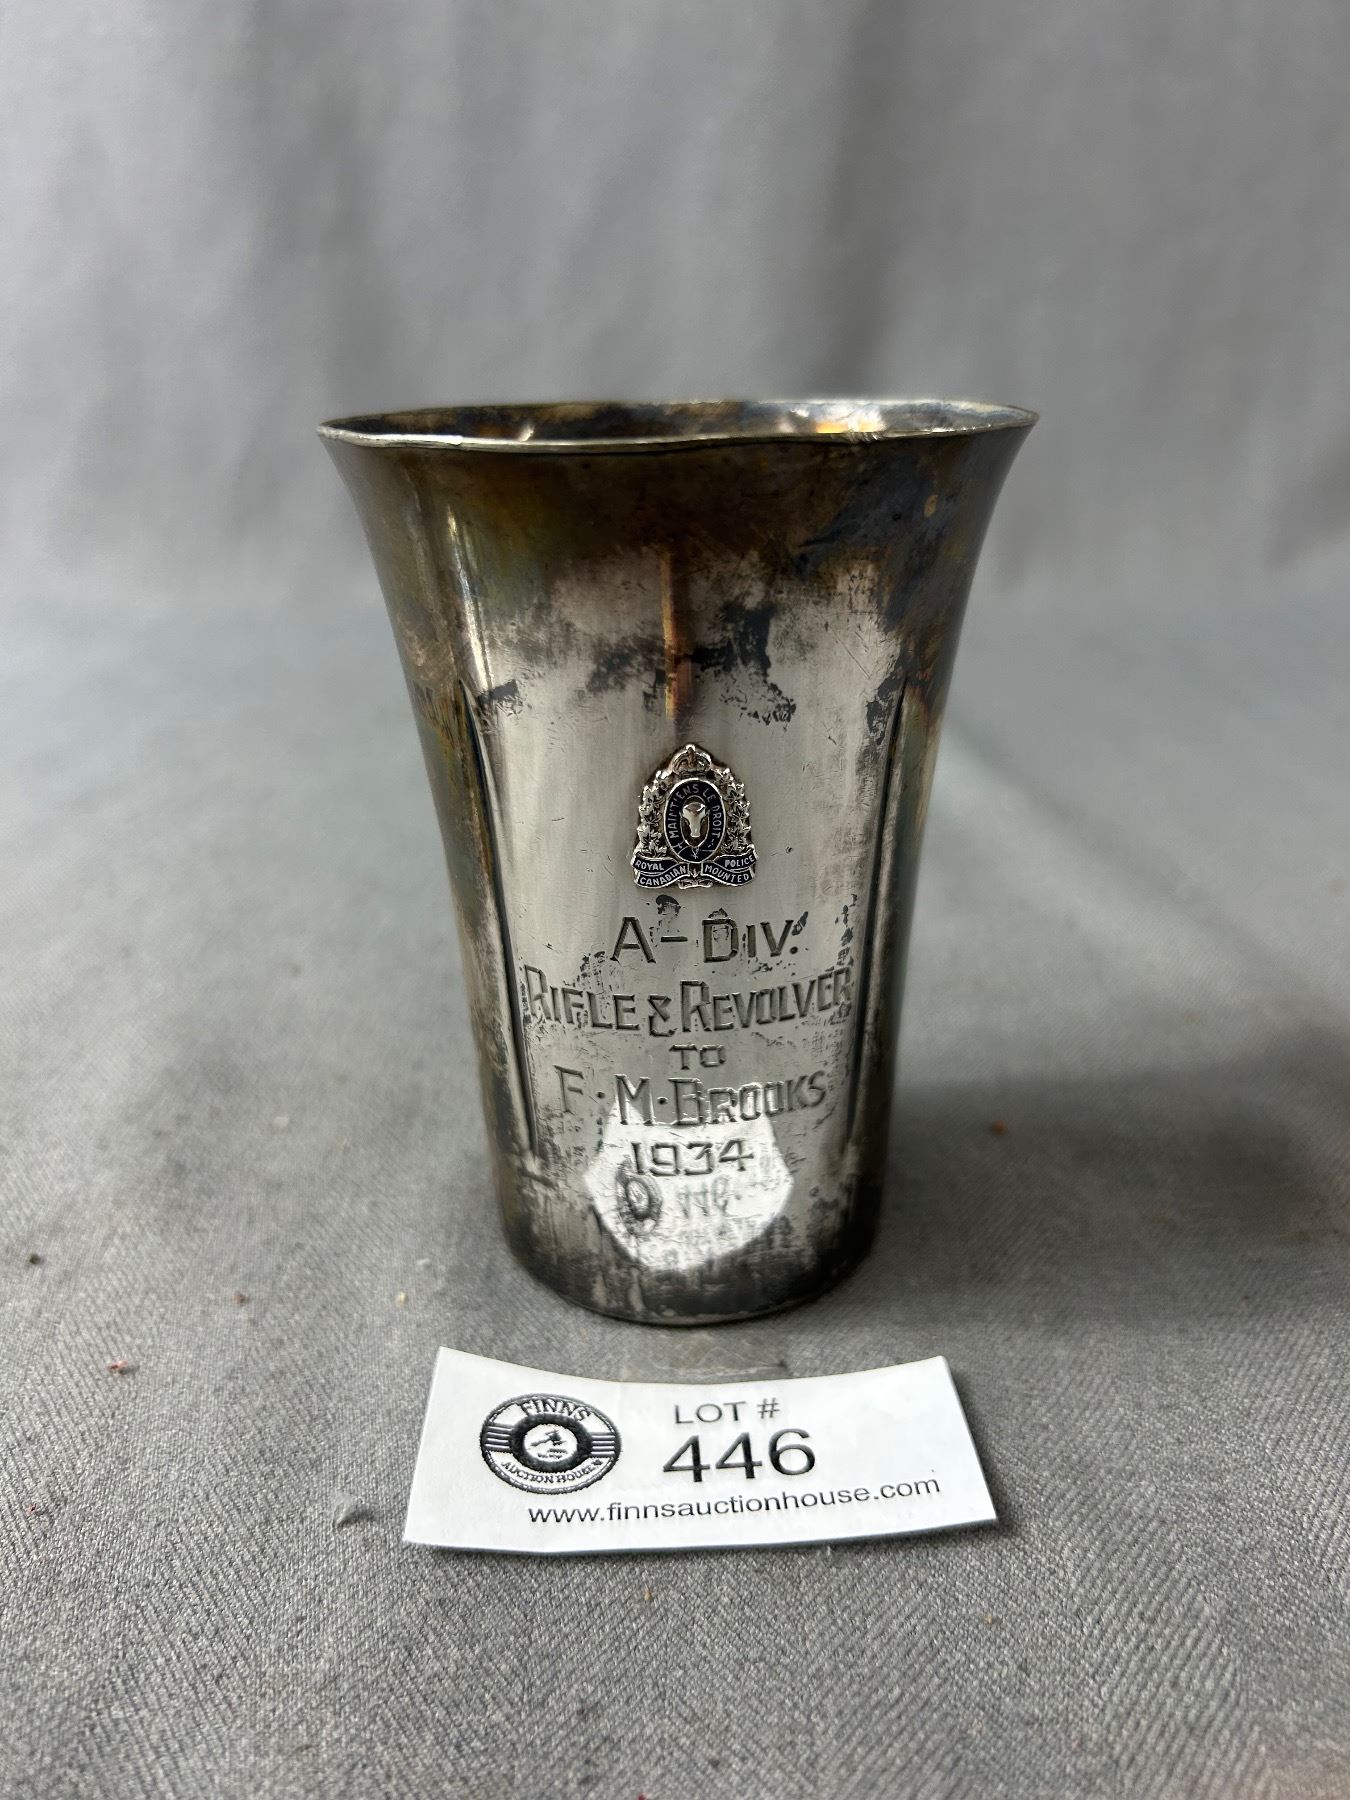 MAINTIENS LE DROIT
ROYAL CANADIAN MOUNTED POLICE
A-DIV.
RIFLE & REVOLVER
TO
F.M.BROOKS
1934
FINNS
AUCTION HOUSE
LOT #
446
www.finnsauctionhouse.com